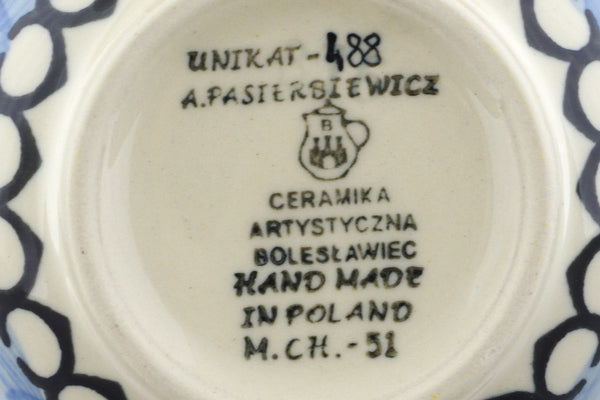 UNIKAT-488
A.PASIERBIEWICZ
B
CERAMIKA
ARTYSTYCZNA
BOLESŁAWIEC
HAND MADE
IN POLAND
M.CH.-51